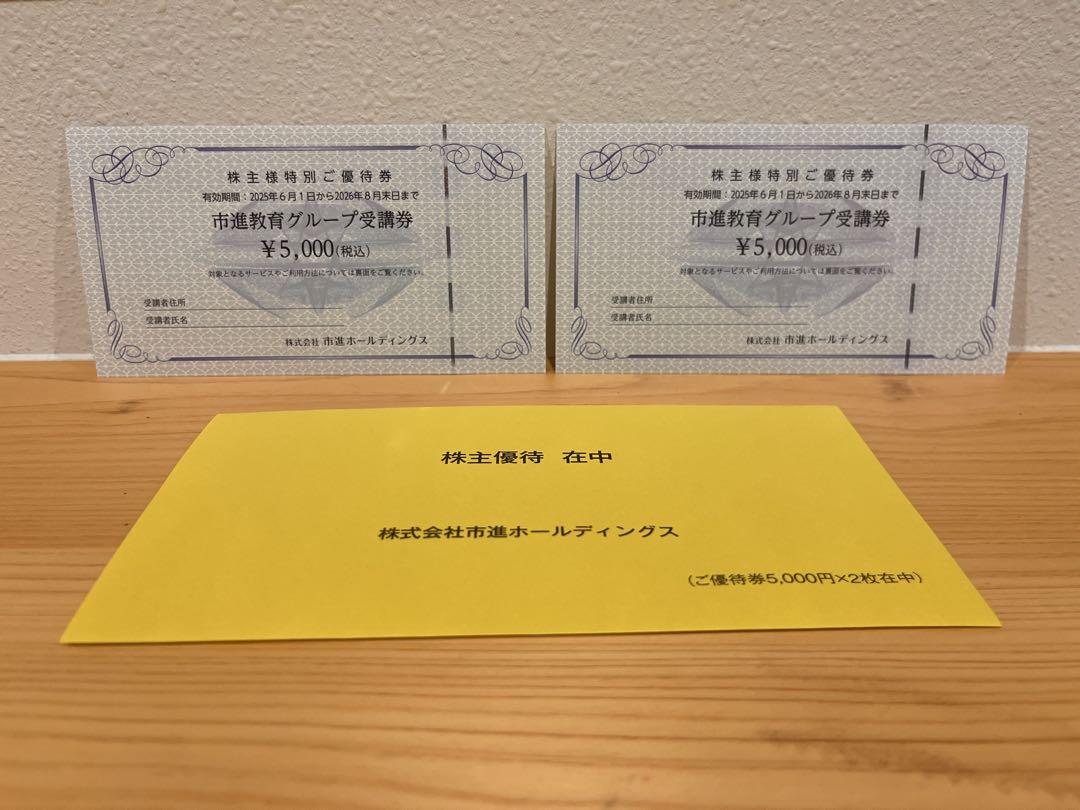 株主様特別ご優待券
有効期間：2025年6月1日から2026年8月末日まで
市進教育グループ受講券
￥5,000(税込)
対象となるサービスやご利用方法については裏面をご覧ください。
受講者住所
受講者氏名
株式会社 市進ホールディングス
株主様特別ご優待券
有効期間：2025年6月1日から2026年8月末日まで
市進教育グループ受講券
￥5,000(税込)
対象となるサービスやご利用方法については裏面をご覧ください。
受講者住所
受講者氏名
株式会社 市進ホールディングス
株主優待 在中
株式会社市進ホールディングス
(ご優待券5,000円×2枚在中)